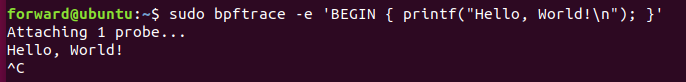 forward@ubuntu:~$ sudo bpftrace -e 'BEGIN { printf("Hello, World!\n"); }'
Attaching 1 probe...
Hello, World!
^C